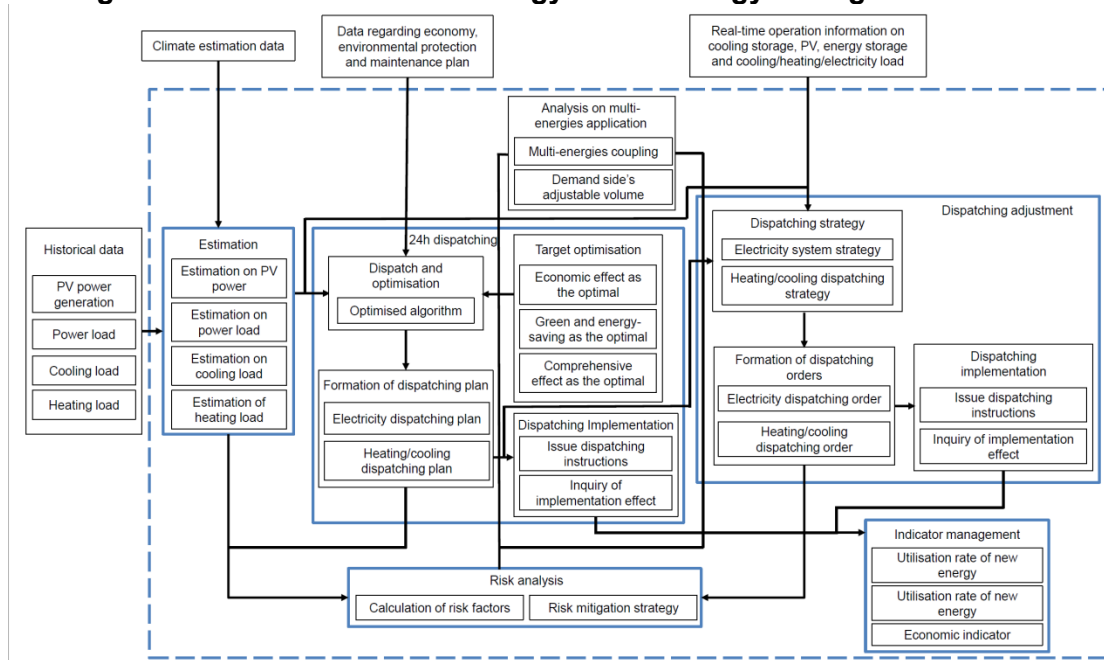 Climate estimation data
Data regarding economy,
environmental protection
and maintenance plan
Real-time operation information on
cooling storage, PV, energy storage
and cooling/heating/electricity load
Analysis on multi-
energies application
Multi-energies coupling
Demand side's
adjustable volume
Historical data
PV power
generation
Power load
Cooling load
Heating load
Estimation
Estimation on PV
power
Estimation on
power load
Estimation on
cooling load
Estimation of
heating load
24h dispatching
Dispatch and
optimisation
Optimised algorithm
Target optimisation
Economic effect as
the optimal
Green and energy-
saving as the optimal
Comprehensive
effect as the optimal
Formation of dispatching plan
Electricity dispatching plan
Heating/cooling
dispatching plan
Dispatching Implementation
Issue dispatching
instructions
Inquiry of
implementation effect
Dispatching adjustment
Dispatching strategy
Electricity system strategy
Heating/cooling dispatching
strategy
Formation of dispatching
orders
Electricity dispatching order
Heating/cooling
dispatching order
Dispatching
implementation
Issue dispatching
instructions
Inquiry of implementation
effect
Risk analysis
Calculation of risk factors
Risk mitigation strategy
Indicator management
Utilisation rate of new
energy
Utilisation rate of new
energy
Economic indicator